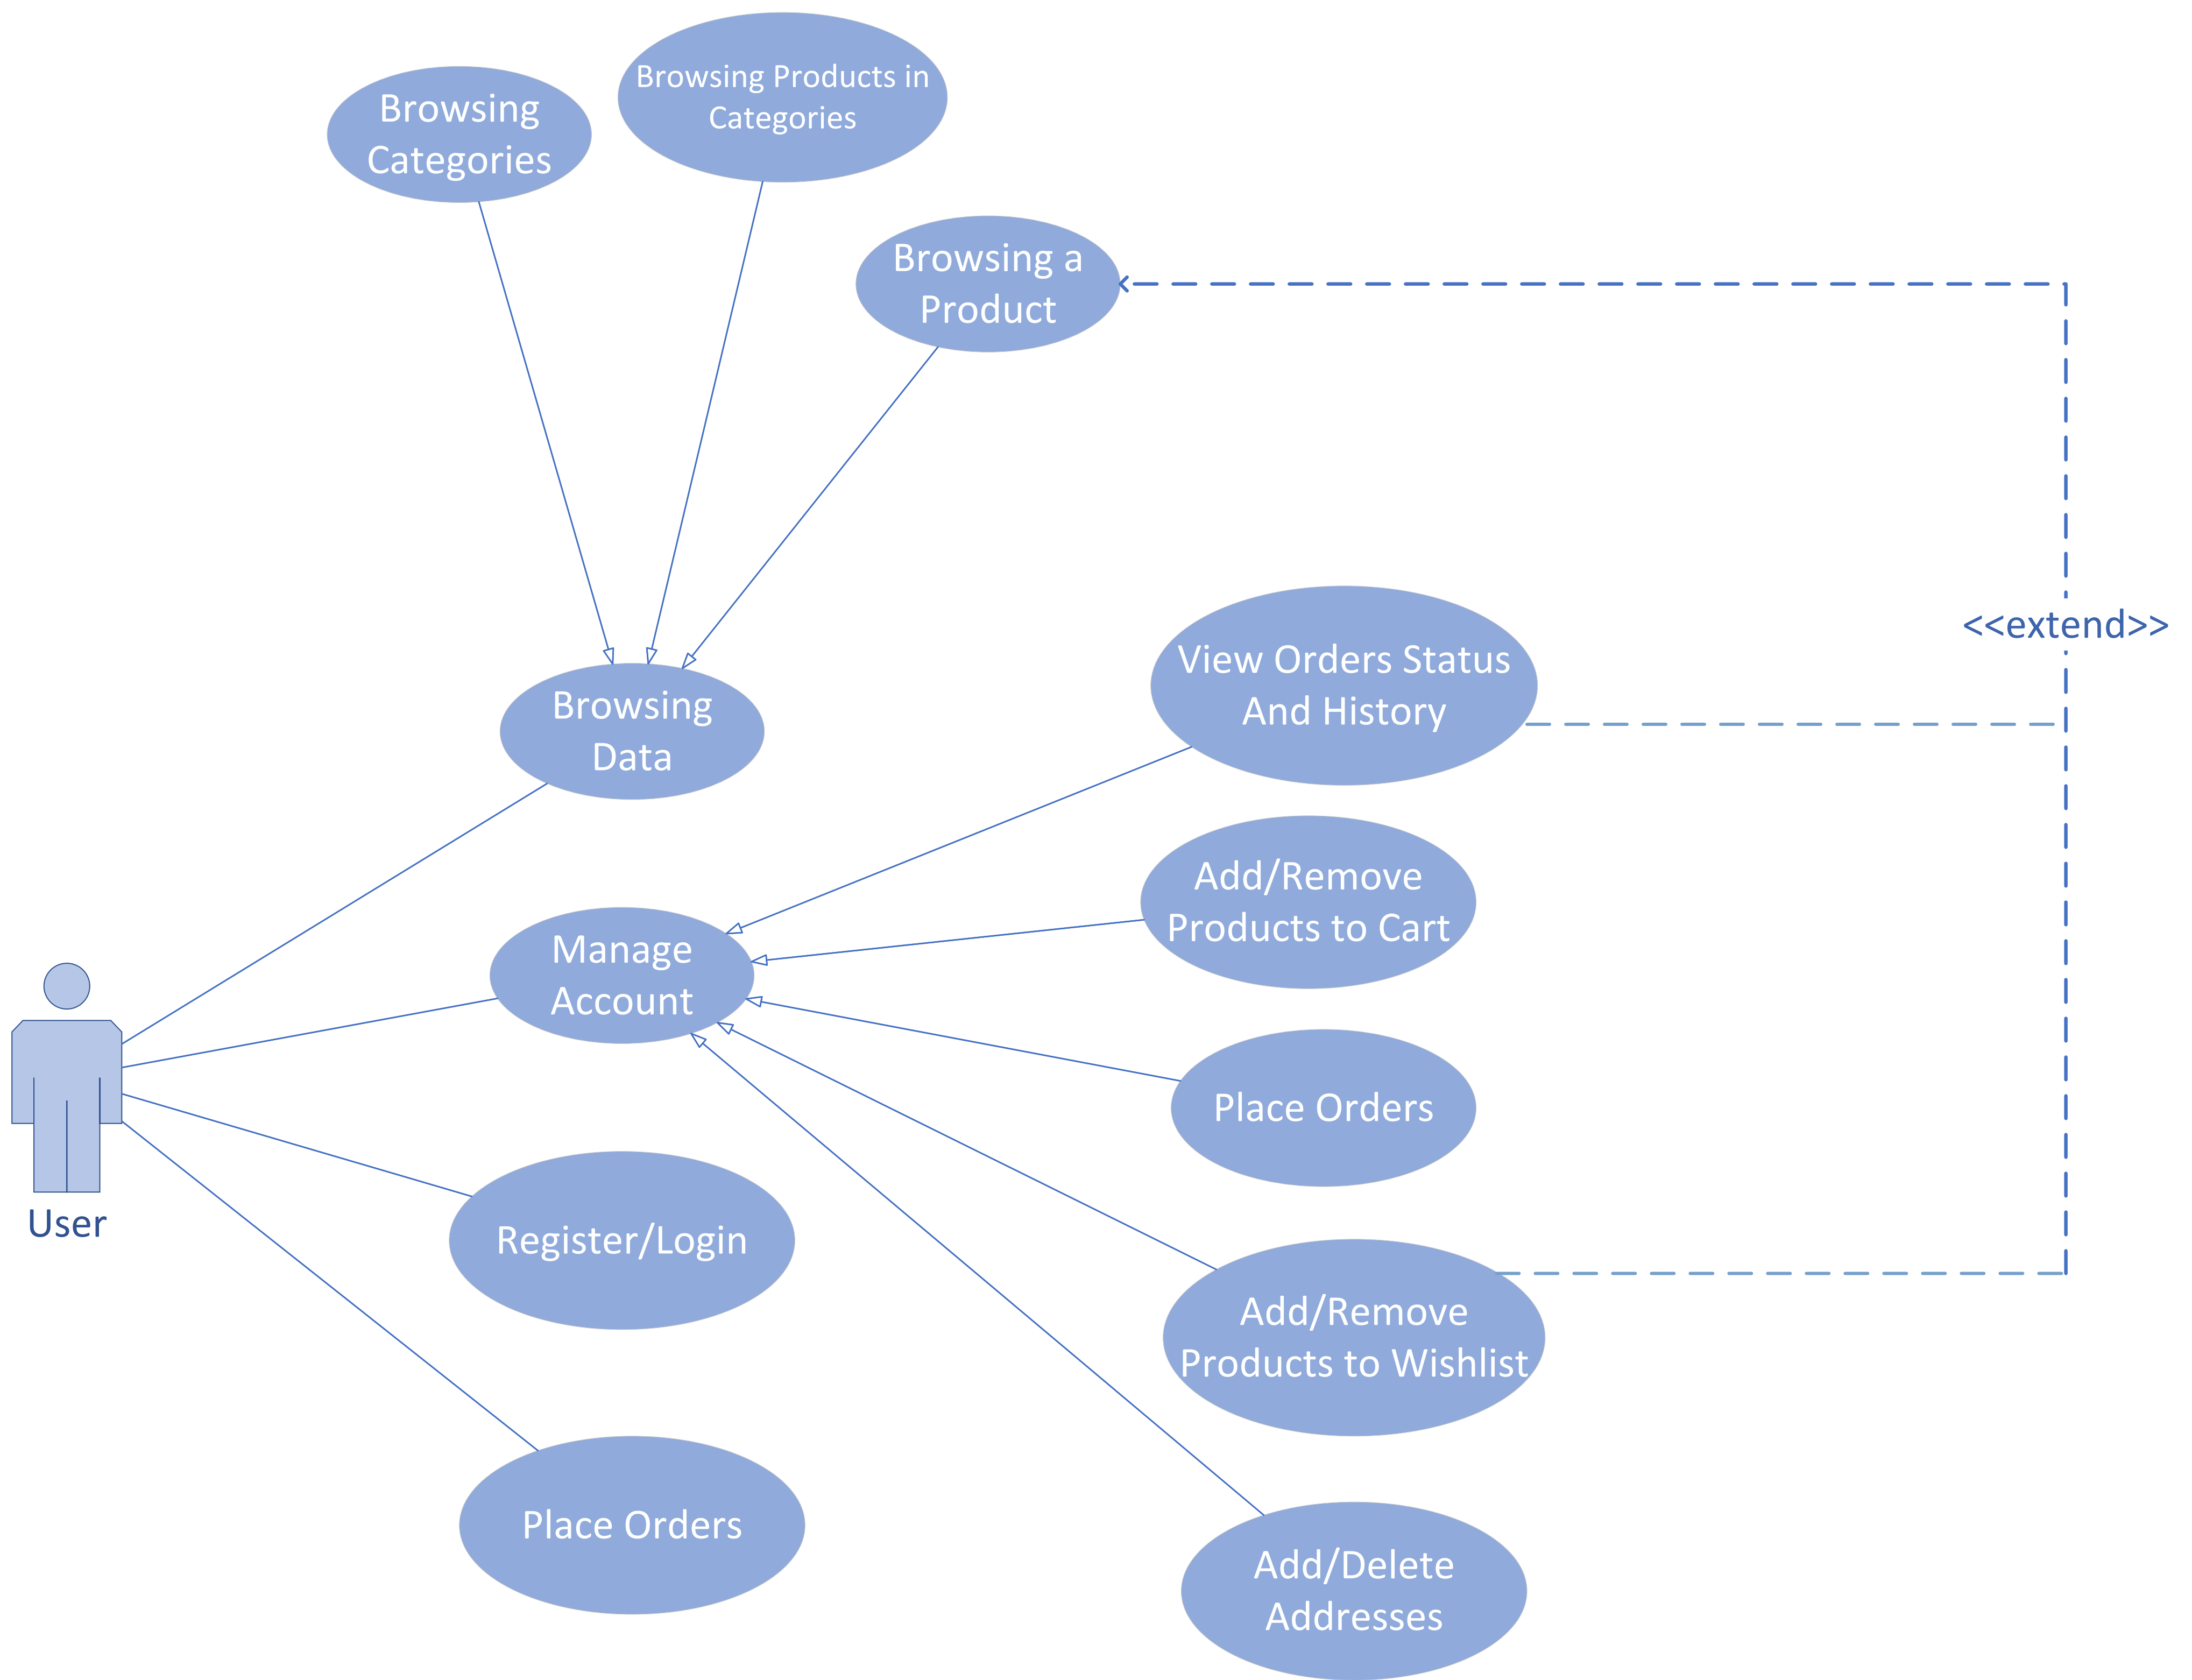 Browsing Products in
Categories
Browsing
Categories
Browsing a
Product
<<extend>>
View Orders Status
And History
Browsing
Data
Add/Remove
Products to Cart
Manage
Account
Place Orders
User
Register/Login
Add/Remove
Products to Wishlist
Place Orders
Add/Delete
Addresses